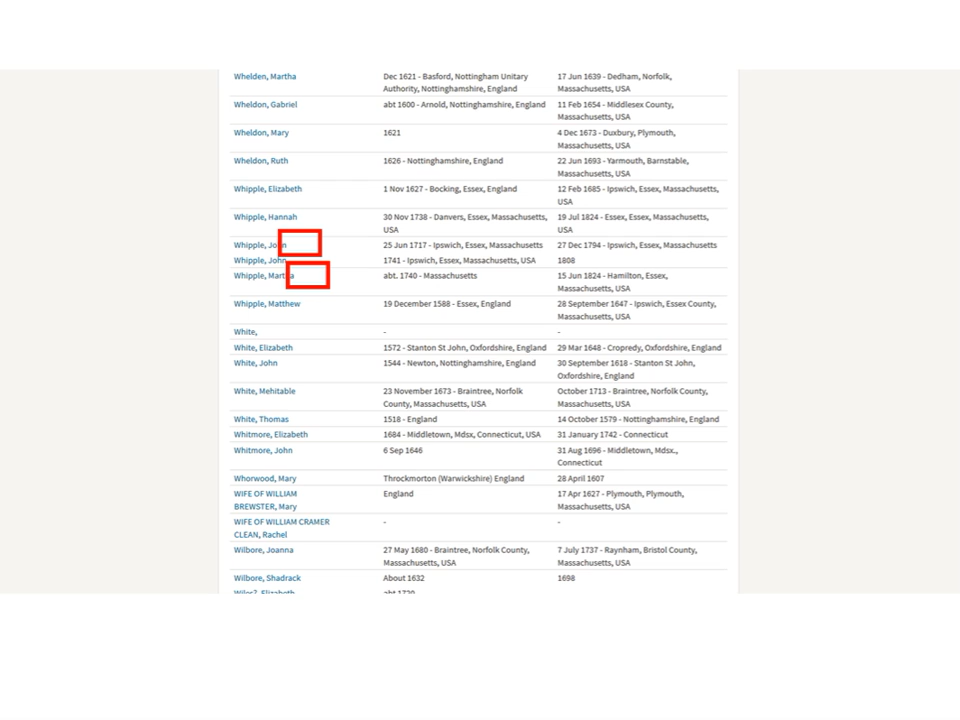 Whelden, Martha Dec 1621 - Basford, Nottingham Unitary 17 Jun 1639 - Dedham, Norfolk,
Authority, Nottinghamshire, England Massachusetts, USA
Wheldon, Gabriel abt 1600 - Arnold, Nottinghamshire, England 11 Feb 1654 - Middlesex County,
Massachusetts, USA
Wheldon, Mary 1621 4 Dec 1673 - Duxbury, Plymouth,
Massachusetts, USA
Wheldon, Ruth 1626 - Nottinghamshire, England 22 Jun 1693 - Yarmouth, Barnstable,
Massachusetts, USA
Whipple, Elizabeth 1 Nov 1627 - Bocking, Essex, England 12 Feb 1685 - Ipswich, Essex, Massachusetts,
USA
Whipple, Hannah 30 Nov 1738 - Danvers, Essex, Massachusetts, 19 Jul 1824 - Essex, Essex, Massachusetts,
USA USA
Whipple, John 25 Jun 1717 - Ipswich, Essex, Massachusetts 27 Dec 1794 - Ipswich, Essex, Massachusetts
Whipple, John 1741 - Ipswich, Essex, Massachusetts, USA 1808
Whipple, Martha abt. 1740 - Massachusetts 15 Jun 1824 - Hamilton, Essex,
Massachusetts, USA
Whipple, Matthew 19 December 1588 - Essex, England 28 September 1647 - Ipswich, Essex County,
Massachusetts, USA
White, - -
White, Elizabeth 1572 - Stanton St John, Oxfordshire, England 29 Mar 1648 - Cropredy, Oxfordshire, England
White, John 1544 - Newton, Nottinghamshire, England 30 September 1618 - Stanton St John,
Oxfordshire, England
White, Mehitable 23 November 1673 - Braintree, Norfolk October 1713 - Braintree, Norfolk County,
County, Massachusetts, USA Massachusetts, USA
White, Thomas 1518 - England 14 October 1579 - Nottinghamshire, England
Whitmore, Elizabeth 1684 - Middletown, Mdsx, Connecticut, USA 31 January 1742 - Connecticut
Whitmore, John 6 Sep 1646 31 Aug 1696 - Middletown, Mdsx.,
Connecticut
Whorwood, Mary Throckmorton (Warwickshire) England 28 April 1607
WIFE OF WILLIAM England 17 Apr 1627 - Plymouth, Plymouth,
BREWSTER, Mary Massachusetts, USA
WIFE OF WILLIAM CRAMER - -
CLEAN, Rachel
Wilbore, Joanna 27 May 1680 - Braintree, Norfolk County, 7 July 1737 - Raynham, Bristol County,
Massachusetts, USA Massachusetts, USA
Wilbore, Shadrack About 1632 1698
Wiles?, Elizabeth abt 1720